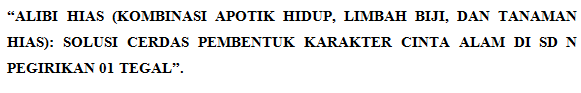 “ALIBI HIAS (KOMBINASI APOTIK HIDUP, LIMBAH BIJI, DAN TANAMAN
HIAS): SOLUSI CERDAS PEMBENTUK KARAKTER CINTA ALAM DI SD N
PEGIRIKAN 01 TEGAL”.